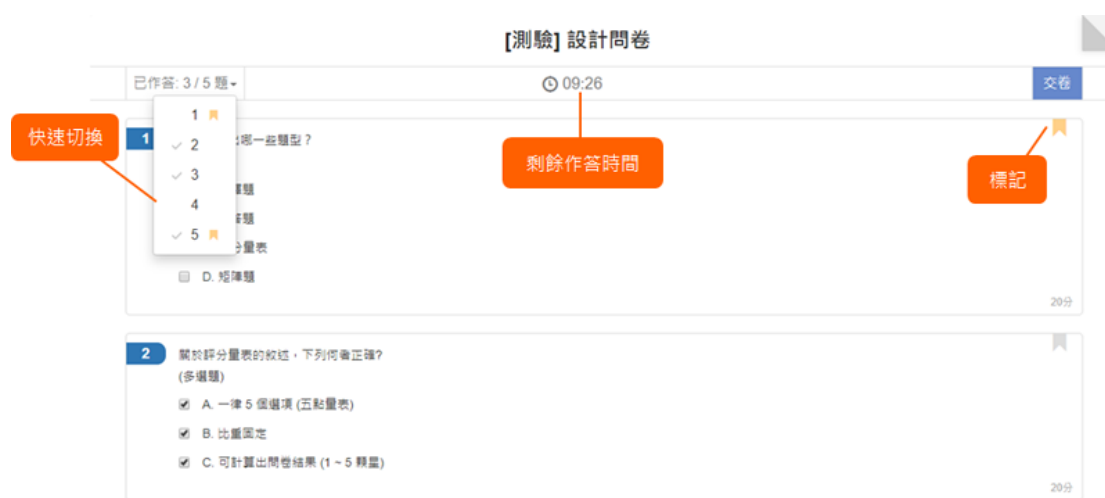 [測驗] 設計問卷
已作答: 3 / 5 題
09:26
交卷
快速切換
剩餘作答時間
標記
1
2
3
4
5
1
哪一些題型？
陣題
答題
分量表
D. 矩陣題
20分
2
關於評分量表的敘述，下列何者正確?
(多選題)
A. 一律 5 個選項 (五點量表)
B. 比重固定
C. 可計算出問卷結果 (1 ~ 5 顆星)
20分